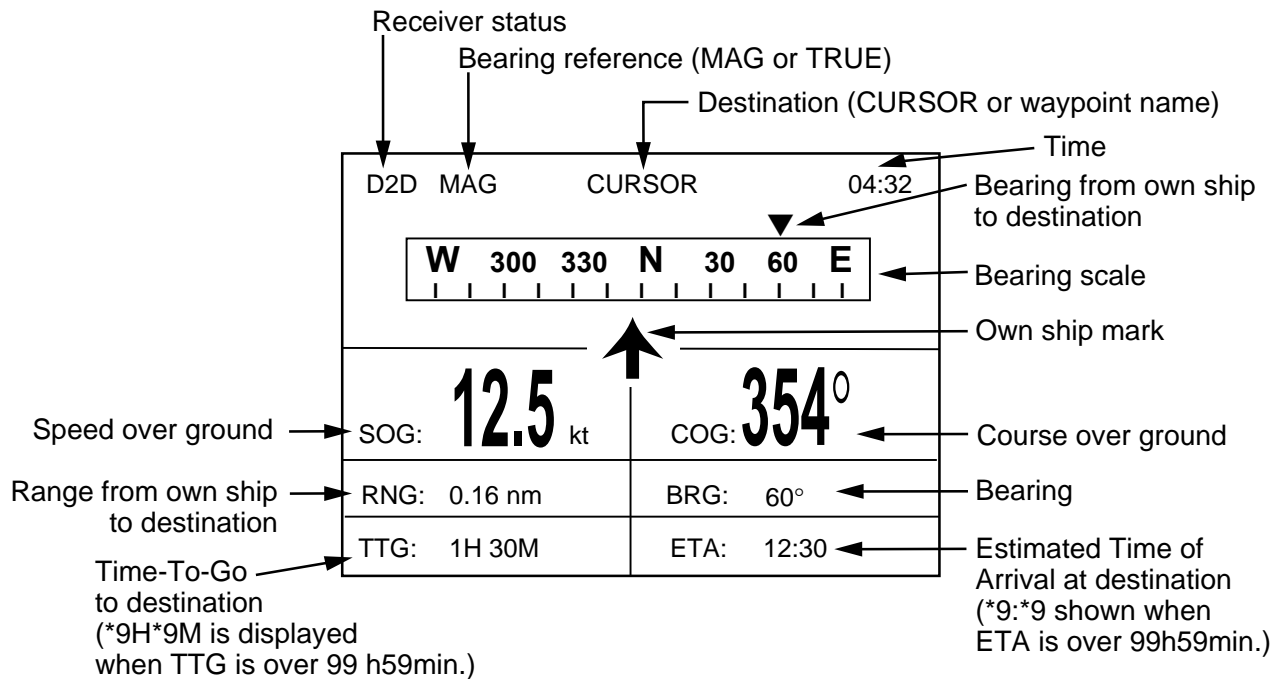 Receiver status
Bearing reference (MAG or TRUE)
Destination (CURSOR or waypoint name)
Time
D2D MAG CURSOR 04:32
Bearing from own ship
to destination
W 300 330 N 30 60 E
Bearing scale
Own ship mark
Speed over ground
SOG: 12.5 kt
COG: 354°
Course over ground
Range from own ship
to destination
RNG: 0.16 nm
BRG: 60°
Bearing
TTG: 1H 30M
ETA: 12:30
Time-To-Go
to destination
(*9H*9M is displayed
when TTG is over 99 h59min.)
Estimated Time of
Arrival at destination
(*9:*9 shown when
ETA is over 99h59min.)